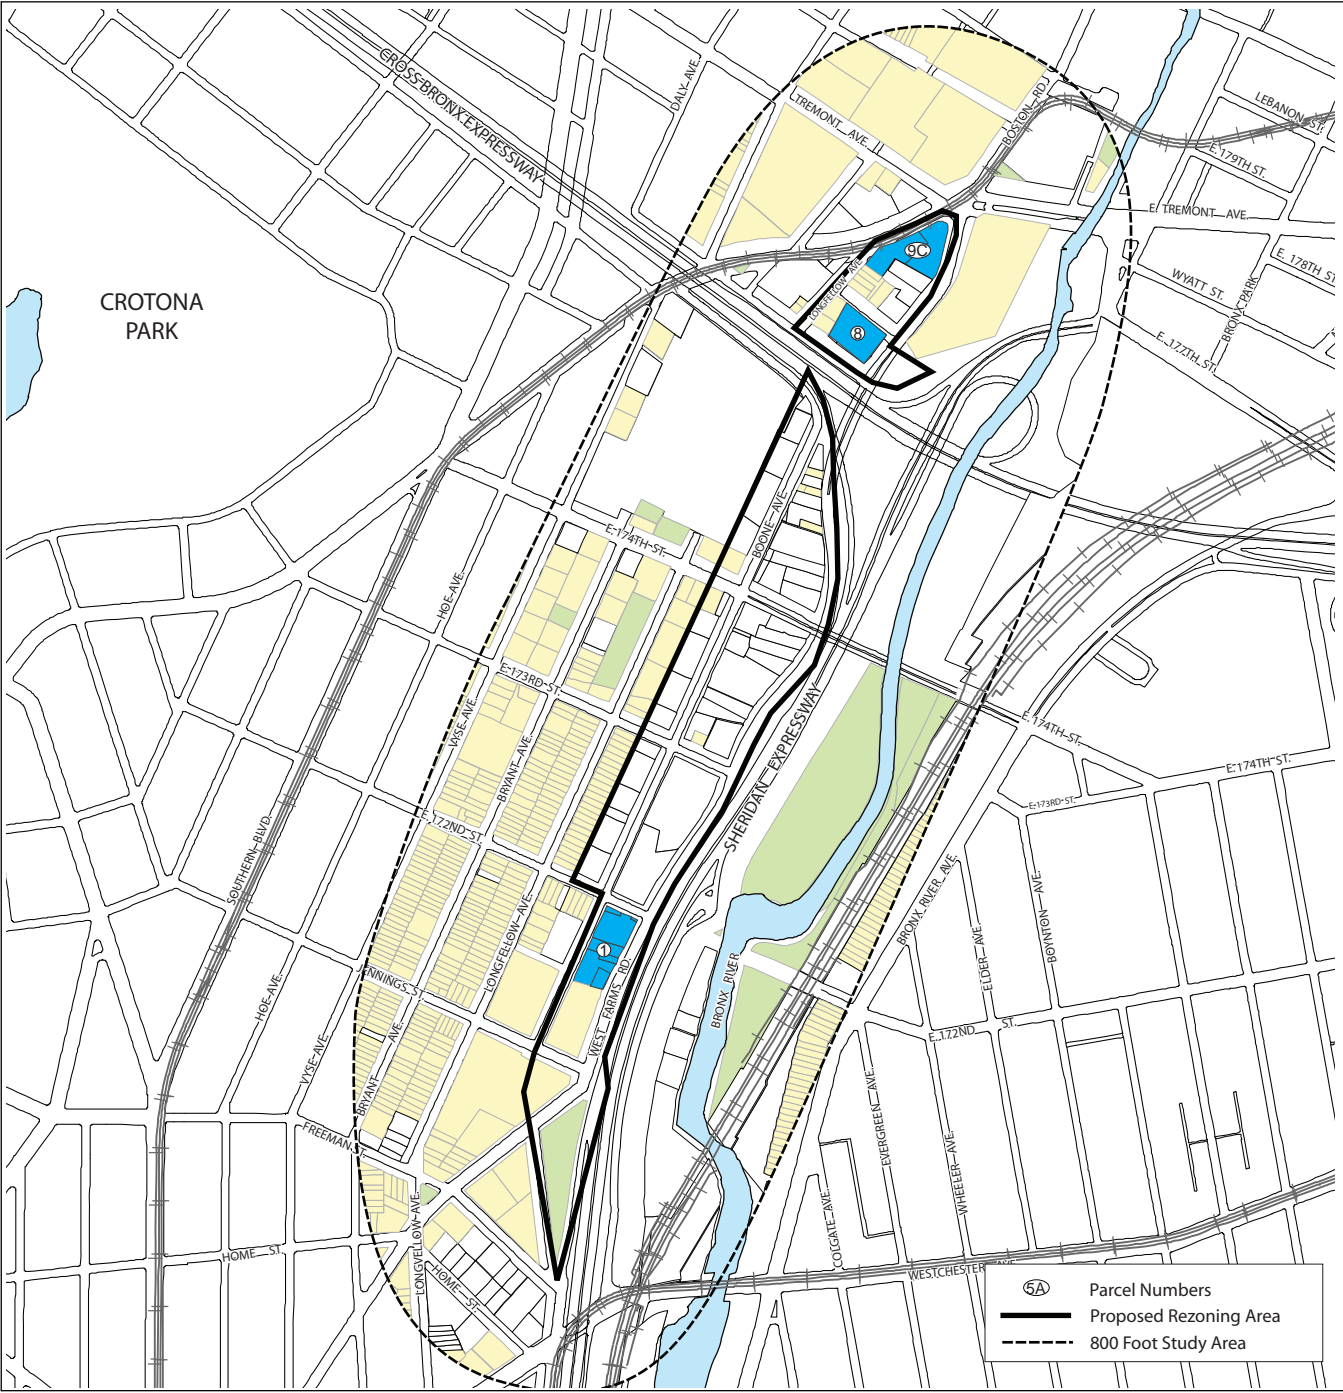 CROSS-BRONX EXPRESSWAY
DALY AVE.
TREMONT AVE.
BOSTON RD.
LEBANON ST.
E. 179TH ST.
E. TREMONT AVE.
E. 178TH ST.
WYATT ST.
BRONX PARK
E. 177TH ST.
CROTONA
PARK
LONGFELLOW AVE.
9C
8
BOONE AVE.
E. 174TH ST.
HOE AVE.
E. 173RD ST.
VYSE AVE.
BRYANT AVE.
SHERIDAN EXPRESSWAY
E. 174TH ST.
E. 174TH ST.
E. 173RD ST.
E. 172ND ST.
SOUTHERN BLVD.
BRONX RIVER AVE.
ELDER AVE.
BOYNTON AVE.
LONGFELLOW AVE.
1
WEST FARMS RD.
BRONX RIVER
ENNINGS ST.
HOE AVE.
VYSE AVE.
BRYANT AVE.
E. 172ND ST.
FREEMAN ST.
EVERGREEN AVE.
WHEELER AVE.
COLGATE AVE.
HOME ST.
LONGVELLOW AVE.
HOME ST.
WESTCHESTER AVE.
5A Parcel Numbers
Proposed Rezoning Area
800 Foot Study Area